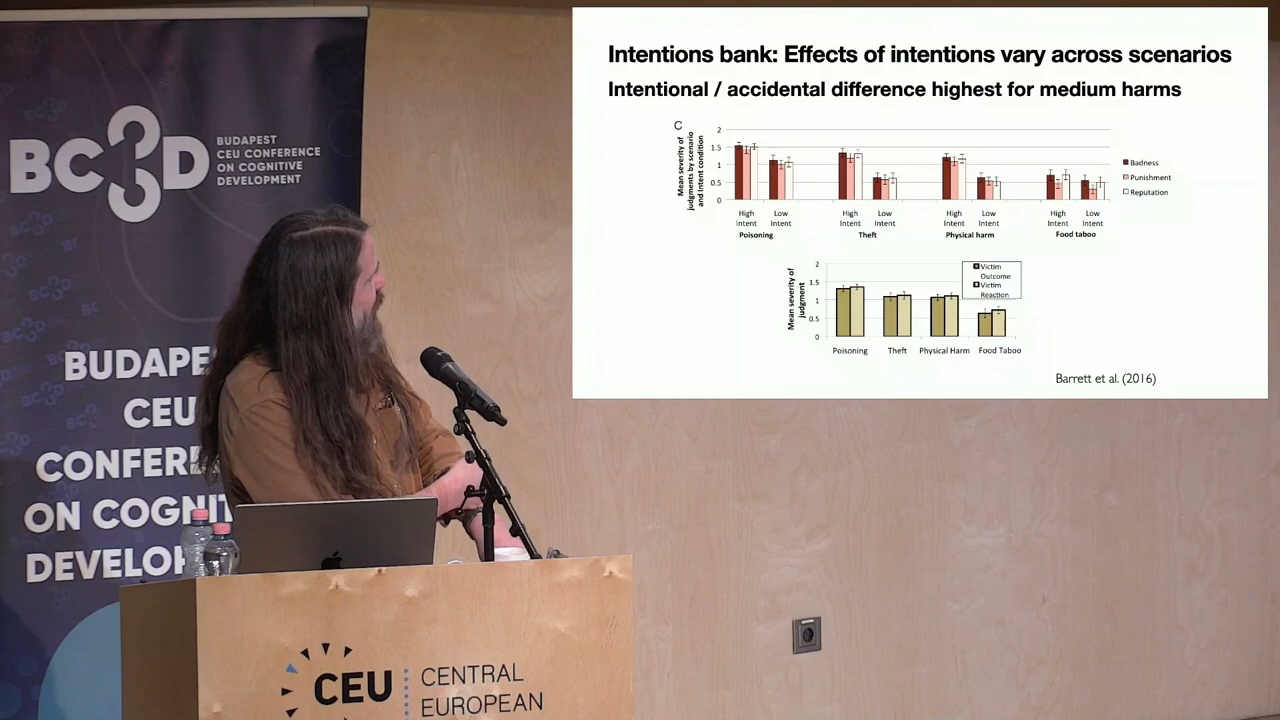 BC3D
BUDAPEST
CEU CONFERENCE
ON COGNITIVE
DEVELOPMENT
BUDAPE
CEU
CONFERE
ON COGNIT
DEVELOP
Intentions bank: Effects of intentions vary across scenarios
Intentional / accidental difference highest for medium harms
C
Mean severity of
judgments by scenario
and Intent condition
2
1.5
1
0.5
0
High
Intent
Low
Intent
Poisoning
High
Intent
Low
Intent
Theft
High
Intent
Low
Intent
Physical harm
High
Intent
Low
Intent
Food taboo
Badness
Punishment
Reputation
Mean severity of
judgment
2
1.5
1
0.5
0
Poisoning
Theft
Physical Harm
Food Taboo
Victim
Outcome
Victim
Reaction
Barrett et al. (2016)
CEU
CENTRAL
EUROPEAN